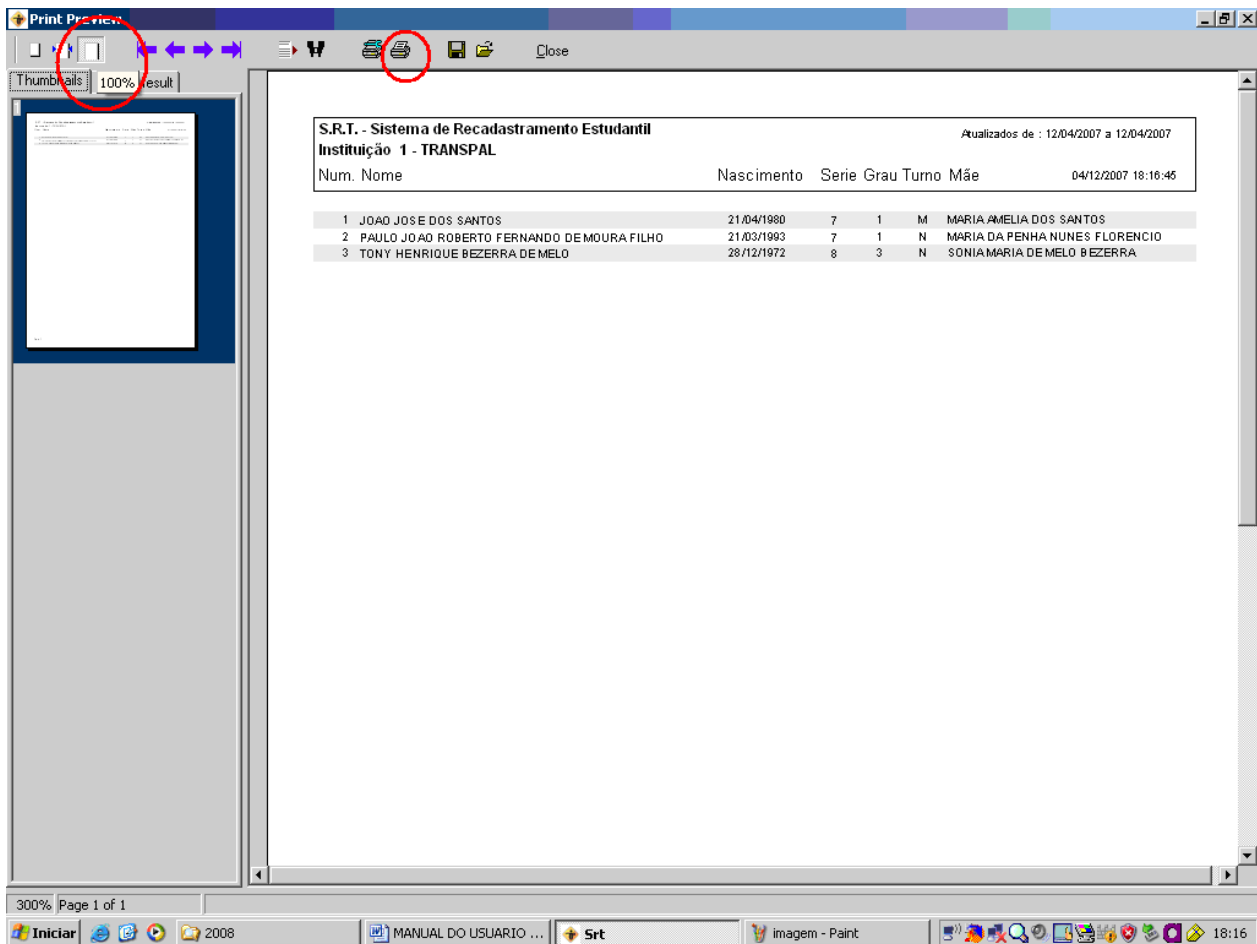 Print Preview
Close
Thumbnails
100%
Result
1
S.R.T. - Sistema de Recadastramento Estudantil
Atualizados de : 12/04/2007 a 12/04/2007
Instituição 1 - TRANSPAL
Num. Nome Nascimento Serie Grau Turno Mãe 04/12/2007 18:16:45
1 JOAO JOSE DOS SANTOS 21/04/1980 7 1 M MARIA AMELIA DOS SANTOS
2 PAULO JOAO ROBERTO FERNANDO DE MOURA FILHO 21/03/1993 7 1 N MARIA DA PENHA NUNES FLORENCIO
3 TONY HENRIQUE BEZERRA DE MELO 28/12/1972 8 3 N SONIA MARIA DE MELO BEZERRA
300% Page 1 of 1
Iniciar 2008 MANUAL DO USUARIO ... Srt imagem - Paint 18:16